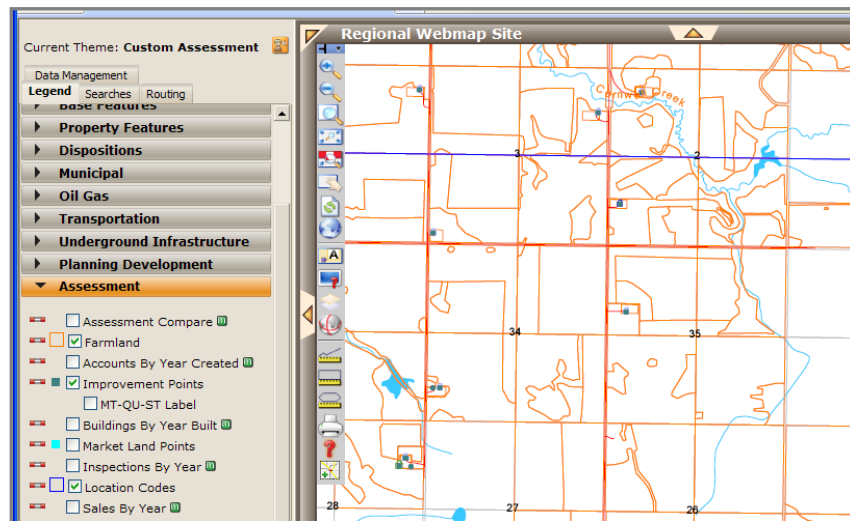 Current Theme: Custom Assessment
Data Management
Legend Searches Routing
Base Features
Property Features
Dispositions
Municipal
Oil Gas
Transportation
Underground Infrastructure
Planning Development
Assessment
Assessment Compare
Farmland
Accounts By Year Created
Improvement Points
MT-QU-ST Label
Buildings By Year Built
Market Land Points
Inspections By Year
Location Codes
Sales By Year
Regional Webmap Site
A
Creek
3
2
34
35
28
27
26